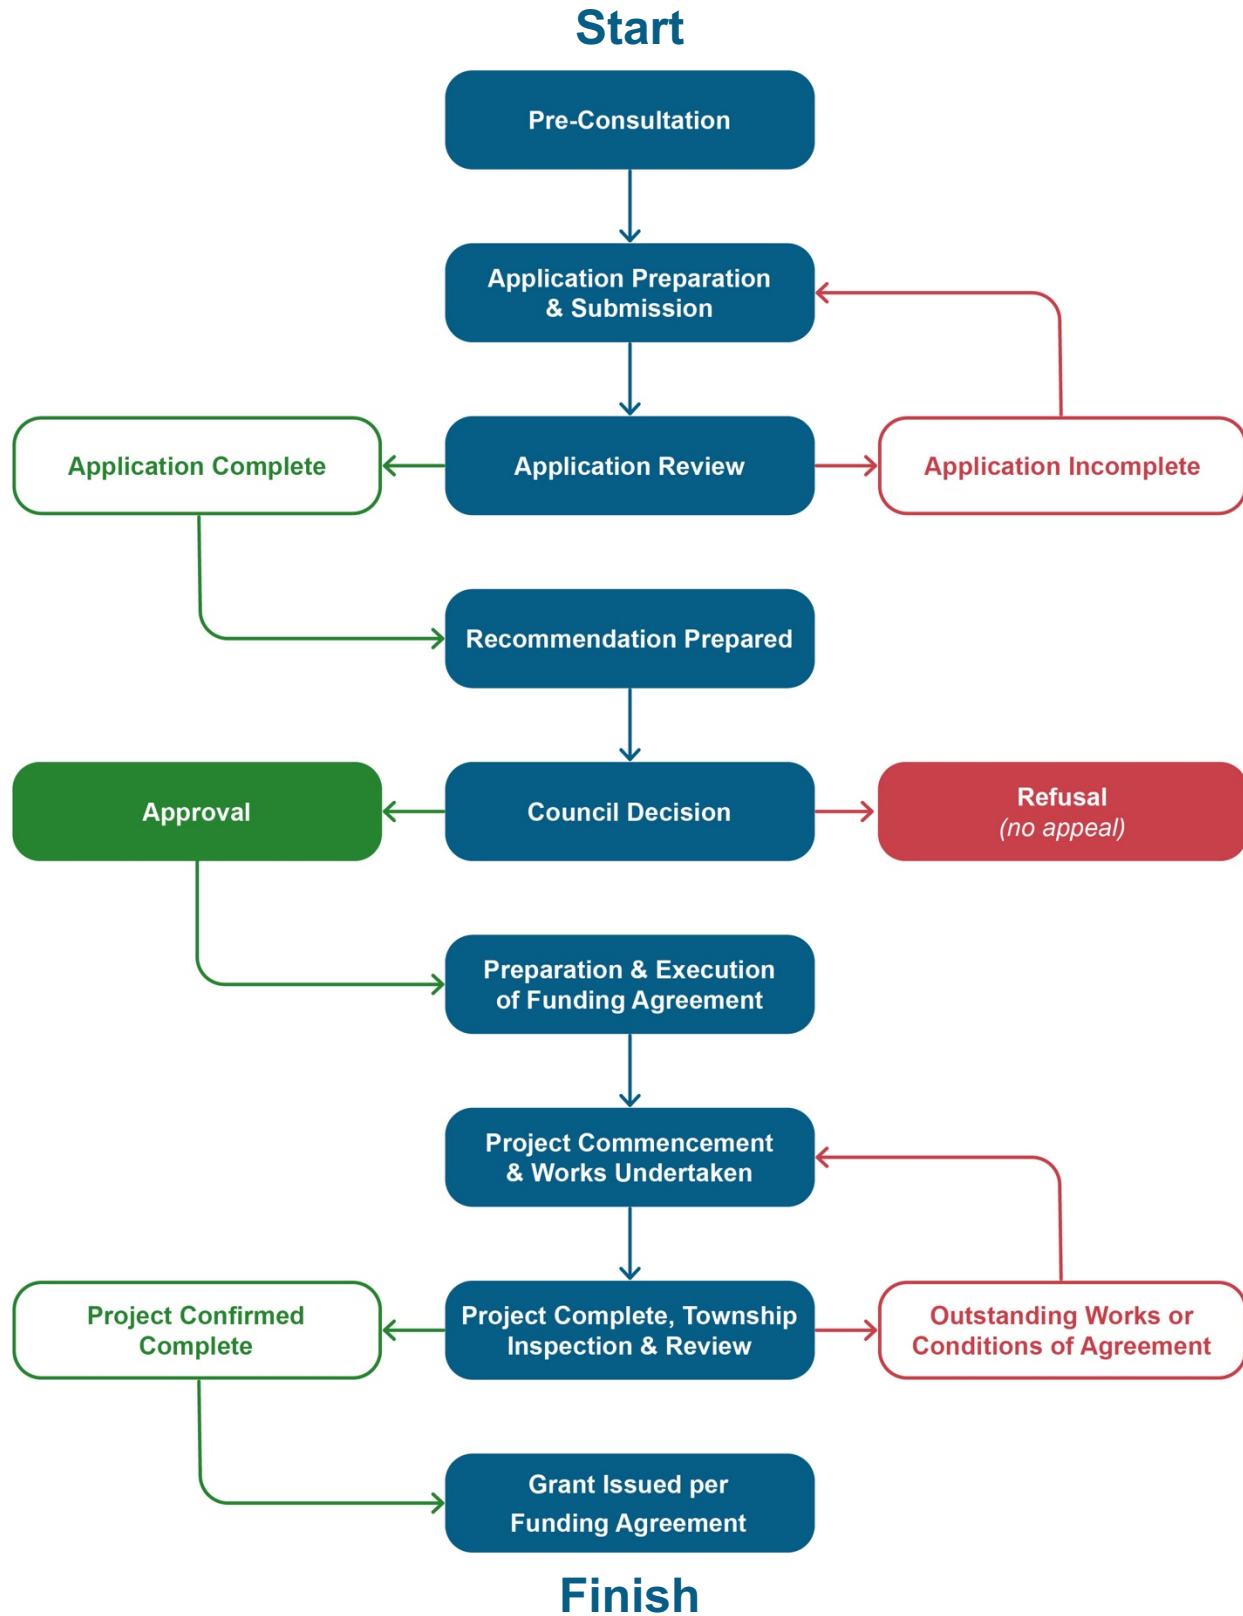 Start
Pre-Consultation
Application Preparation
& Submission
Application Complete
Application Review
Application Incomplete
Recommendation Prepared
Approval
Council Decision
Refusal
(no appeal)
Preparation & Execution
of Funding Agreement
Project Commencement
& Works Undertaken
Project Confirmed
Complete
Project Complete, Township
Inspection & Review
Outstanding Works or
Conditions of Agreement
Grant Issued per
Funding Agreement
Finish